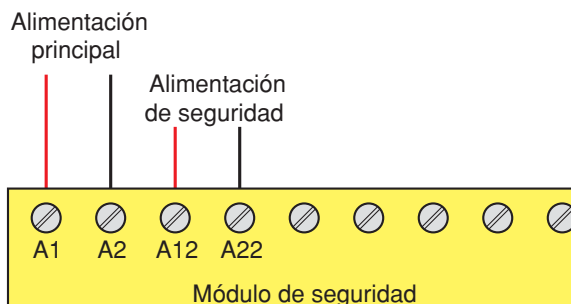 Alimentación
principal
Alimentación
de seguridad
A1 A2 A12 A22
Módulo de seguridad